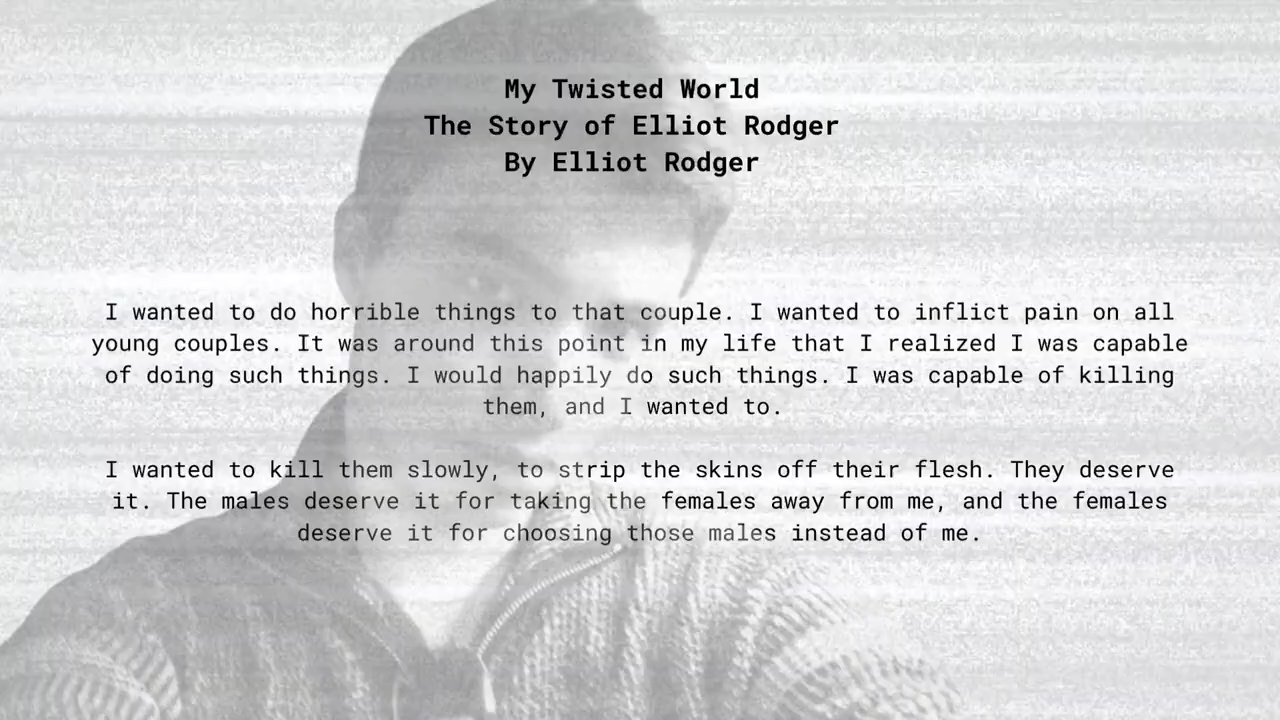 My Twisted World
The Story of Elliot Rodger
By Elliot Rodger
I wanted to do horrible things to that couple. I wanted to inflict pain on all
young couples. It was around this point in my life that I realized I was capable
of doing such things. I would happily do such things. I was capable of killing
them, and I wanted to.
I wanted to kill them slowly, to strip the skins off their flesh. They deserve
it. The males deserve it for taking the females away from me, and the females
deserve it for choosing those males instead of me.